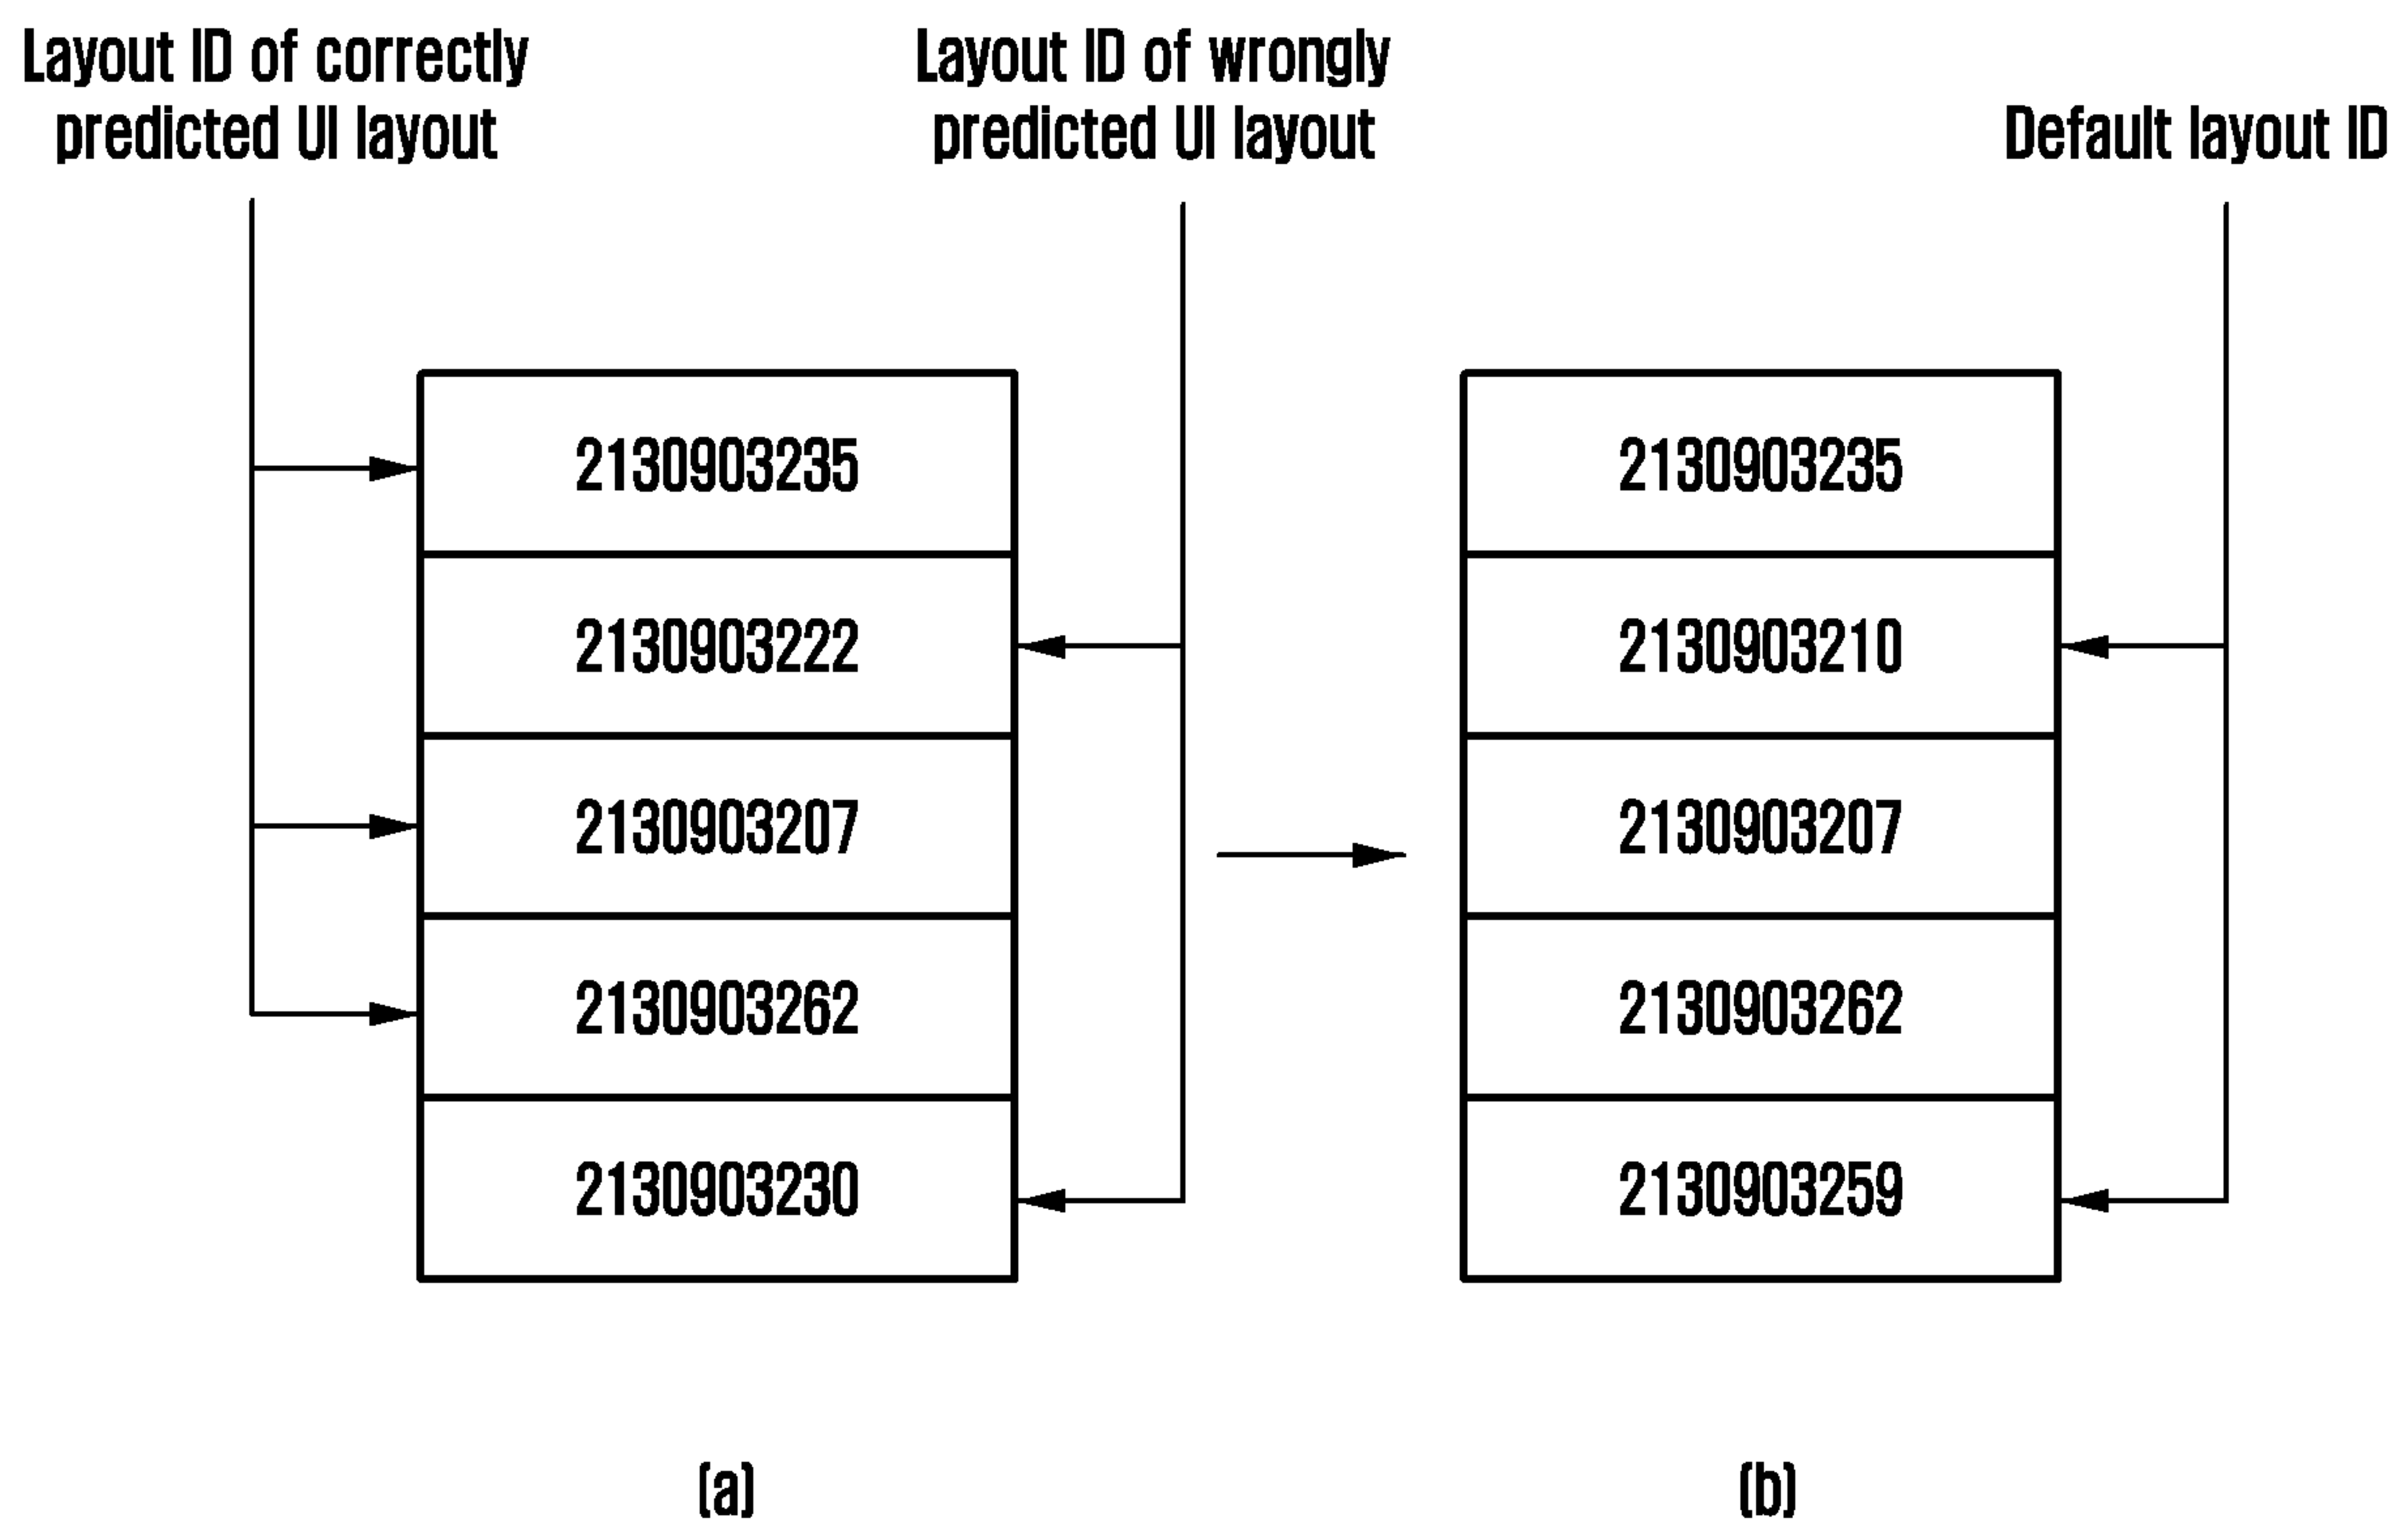 Layout ID of correctly
predicted UI layout
Layout ID of wrongly
predicted UI layout
Default layout ID
2130903235
2130903222
2130903207
2130903262
2130903230
2130903235
2130903210
2130903207
2130903262
2130903259
(a)
(b)